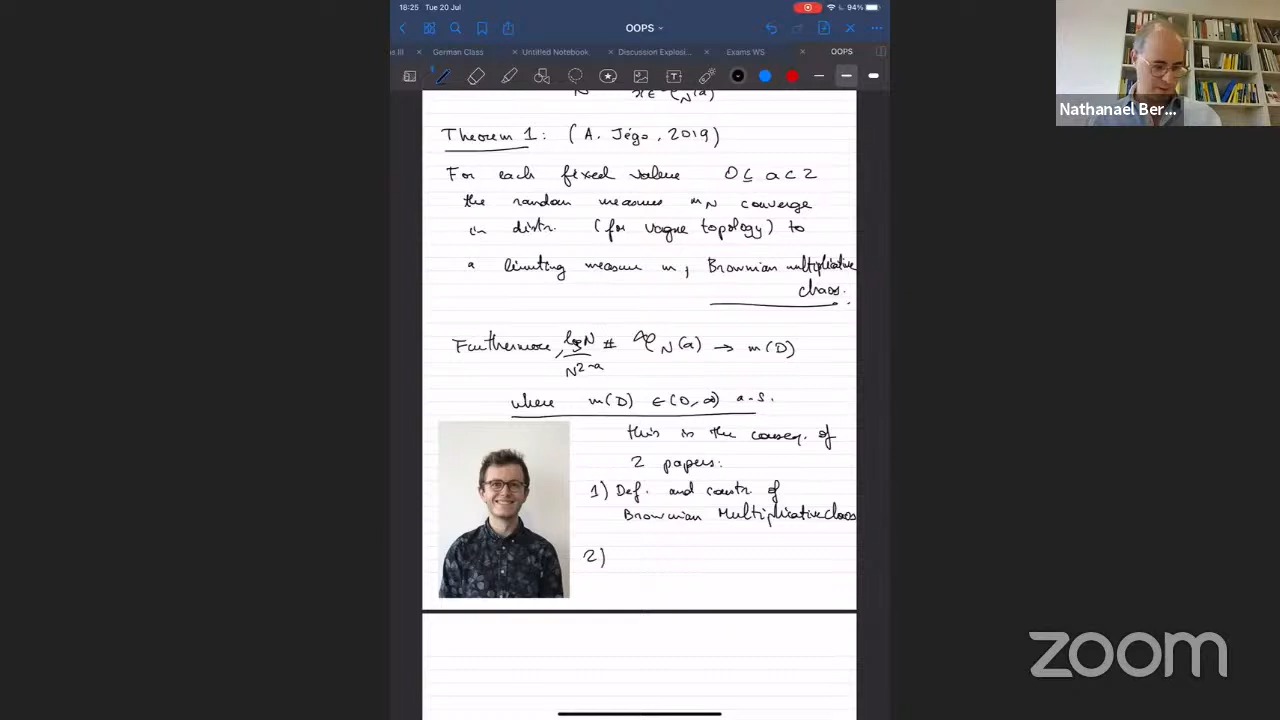 16:25 Tue 20 Jul
94%
OOPS
German Class
Untitled Notebook
Discussion Explosi...
Exams WS
OOPS
Theorem 1: (A. Jégo, 2019)
For each fixed value 0 ≤ a < 2
the random measures m_N converge
in distr. (for vague topology) to
a limiting measure m, Brownian multiplicative
chaos.
Furthermore, log N / N^{2-a} # 𝒯_N(a) → m(D)
where m(D) ∈ (0, ∞) a.s.
this is the conseq. of
2 papers:
1) Def. and constr. of
Brownian Multiplicative chaos
2)
Nathanael Ber...
zoom